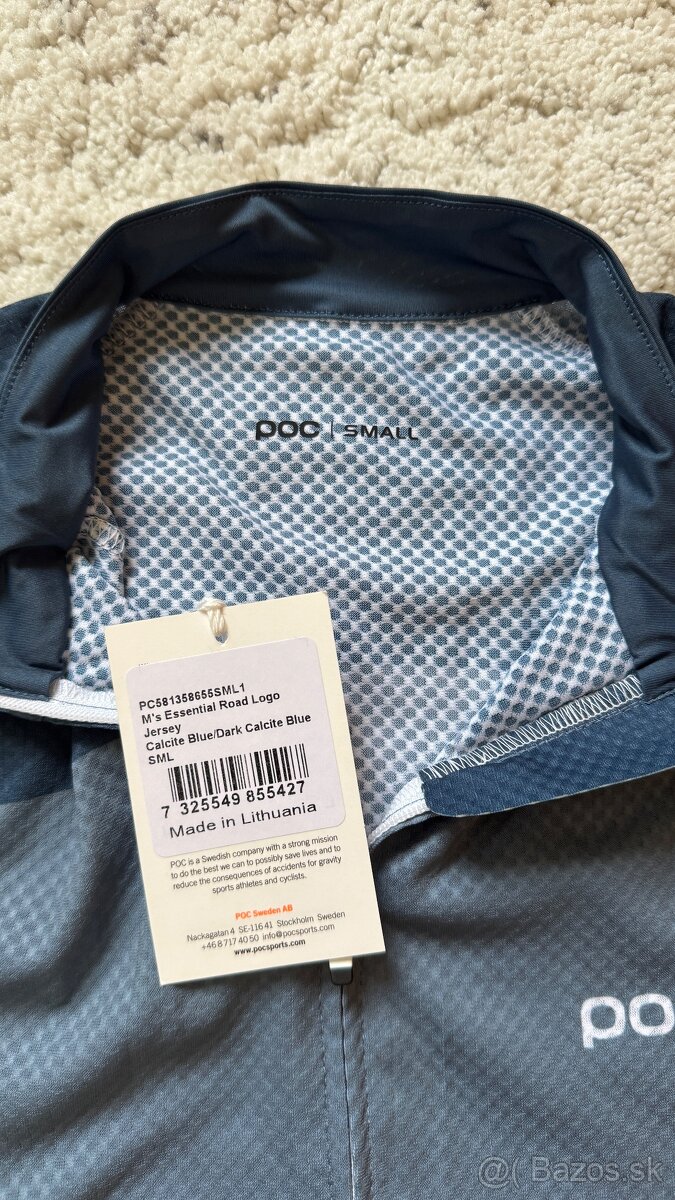 POC | SMALL
PC581358655SML1
M's Essential Road Logo
Jersey
Calcite Blue/Dark Calcite Blue
SML
7 325549 855427
Made in Lithuania
POC is a Swedish company with a strong mission
to do the best we can to possibly save lives and to
reduce the consequences of accidents for gravity
sports athletes and cyclists.
POC Sweden AB
Nackagatan 4 SE-116 41 Stockholm Sweden
+46 8 717 40 50 info@pocsports.com
www.pocsports.com
po
@( Bazos.sk